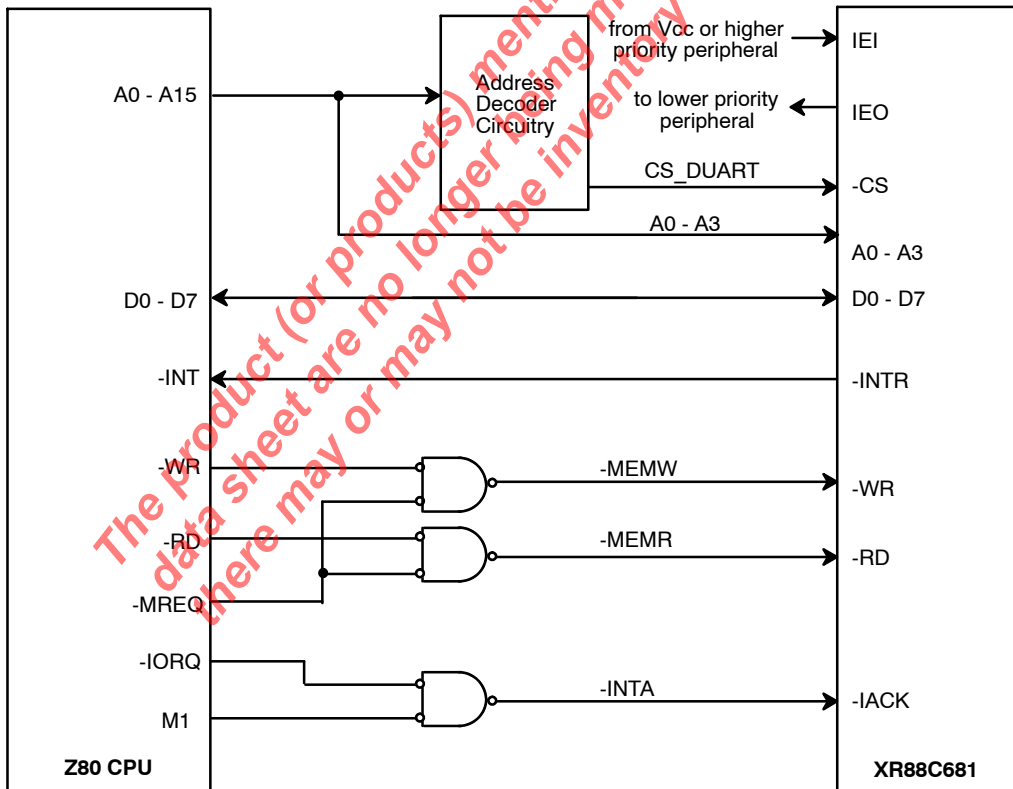 from Vcc or higher
priority peripheral
IEI
A0 - A15
Address
Decoder
Circuitry
to lower priority
peripheral
IEO
CS_DUART
-CS
A0 - A3
A0 - A3
D0 - D7
D0 - D7
-INT
-INTR
-WR
-MEMW
-WR
-RD
-MEMR
-RD
-MREQ
-IORQ
-INTA
-IACK
M1
Z80 CPU
XR88C681
The product (or products)
data sheet are no longer being
there may or may not be inventory